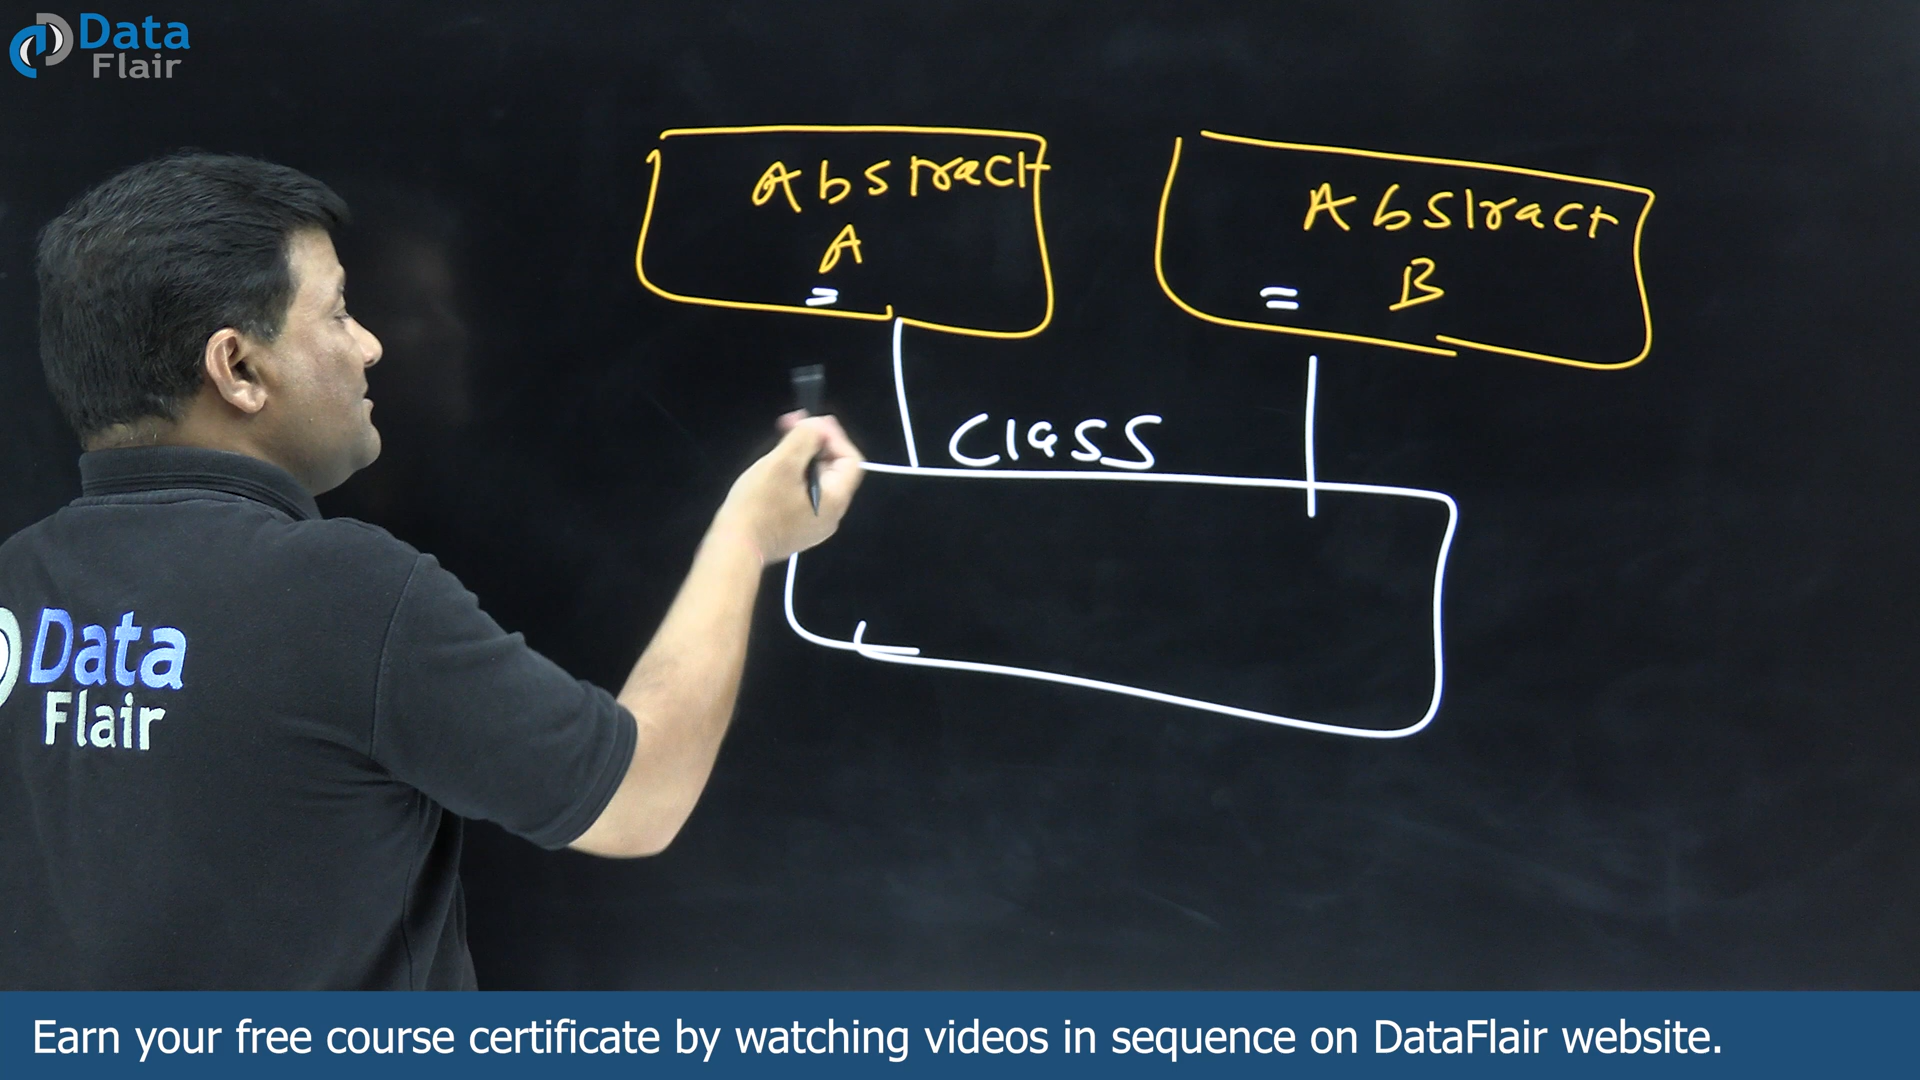 Data
Flair
Abstract
A
Abstract
B
Class
Data
Flair
Earn your free course certificate by watching videos in sequence on DataFlair website.